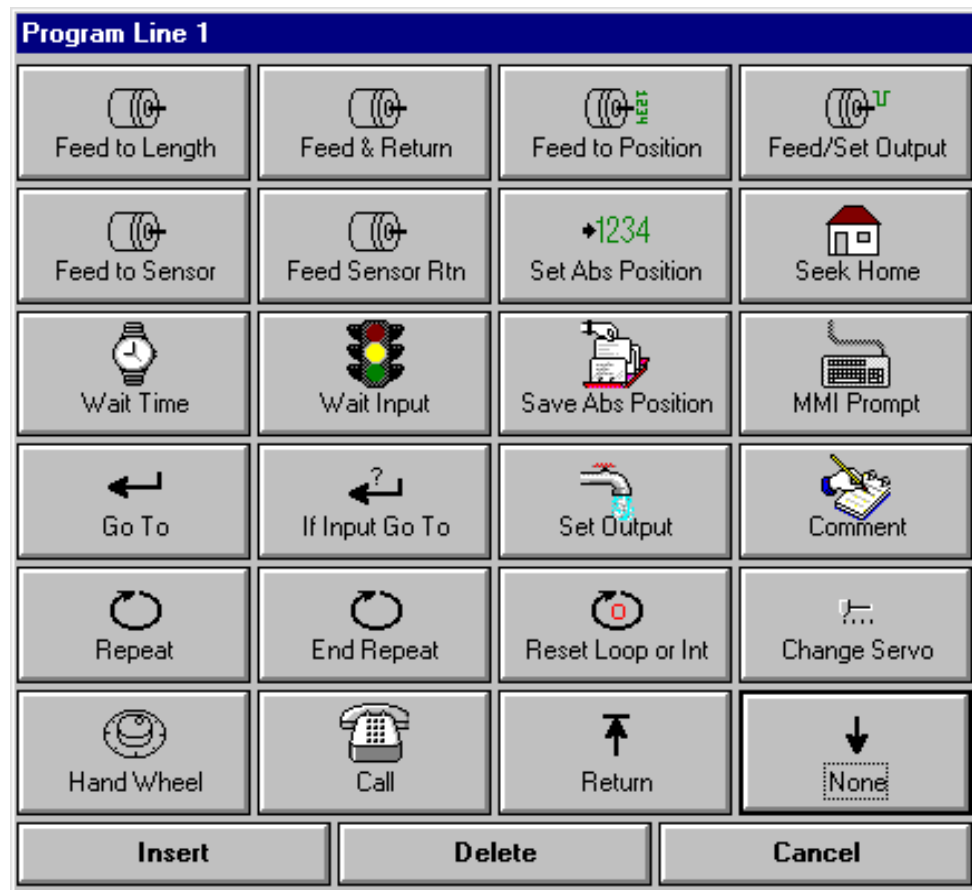 Program Line 1
Feed to Length
Feed & Return
1234
Feed to Position
Feed/Set Output
Feed to Sensor
Feed Sensor Rtn
1234
Set Abs Position
Seek Home
Wait Time
Wait Input
Save Abs Position
MMI Prompt
Go To
?
If Input Go To
Set Output
Comment
Repeat
End Repeat
0
Reset Loop or Int
Change Servo
Hand Wheel
Call
Return
None
Insert
Delete
Cancel